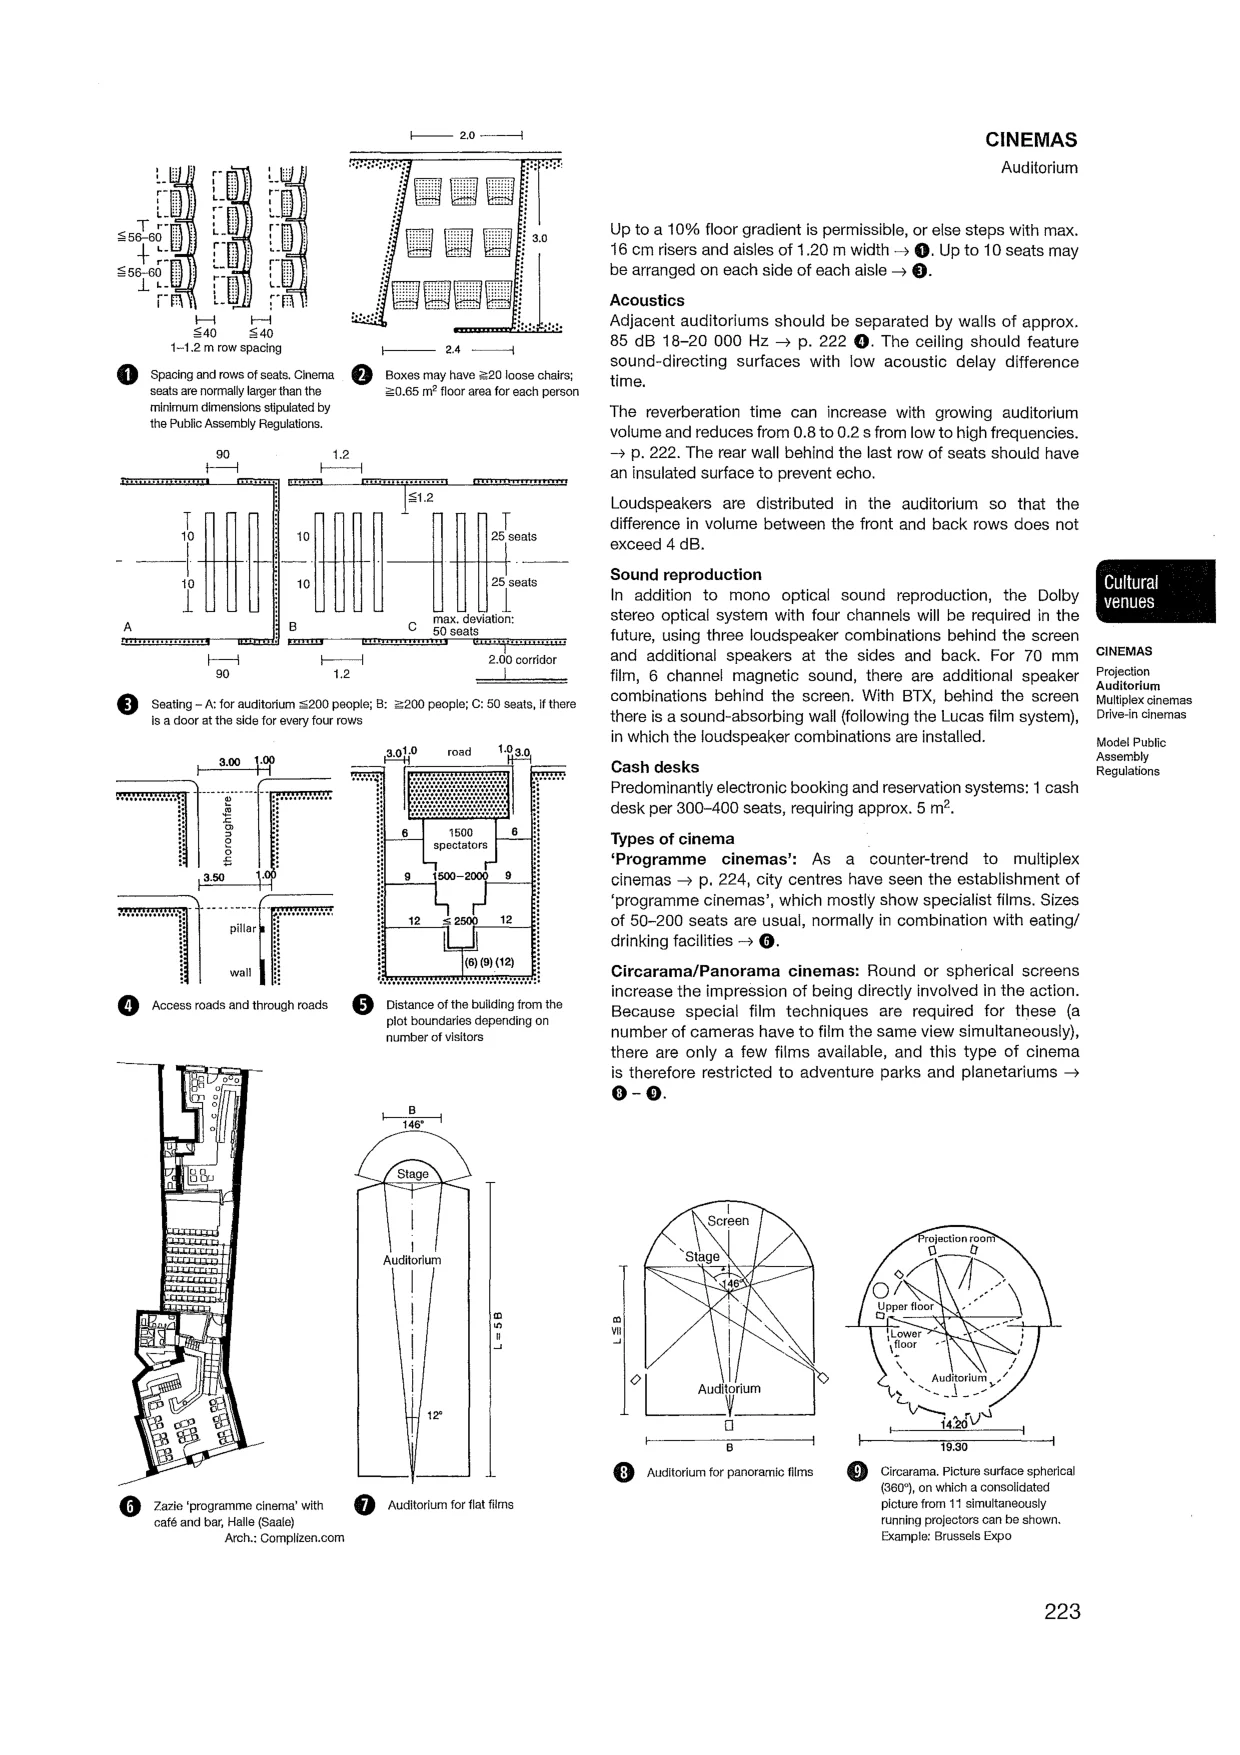 CINEMAS
Auditorium
2.0
3.0
2.4
≦56–60
≦56–60
≦40
≦40
1–1.2 m row spacing
1 Spacing and rows of seats. Cinema
seats are normally larger than the
minimum dimensions stipulated by
the Public Assembly Regulations.
2 Boxes may have ≧20 loose chairs;
≧0.65 m² floor area for each person
90
1.2
≦1.2
10
10
25 seats
10
10
25 seats
max. deviation:
50 seats
A
B
C
2.00 corridor
90
1.2
3 Seating – A: for auditorium ≦200 people; B: ≧200 people; C: 50 seats, if there
is a door at the side for every four rows
3.00
1.00
thoroughfare
3.50
1.00
pillar
wall
4 Access roads and through roads
3.0
1.0
road
1.0
3.0
6
1500
spectators
6
9
1500–2000
9
12
≦ 2500
12
(6) (9) (12)
5 Distance of the building from the
plot boundaries depending on
number of visitors
6 Zazie 'programme cinema' with
café and bar, Halle (Saale)
Arch.: Complizen.com
B
146°
Stage
Auditorium
L = 5 B
12°
7 Auditorium for flat films
Up to a 10% floor gradient is permissible, or else steps with max.
16 cm risers and aisles of 1.20 m width → 1. Up to 10 seats may
be arranged on each side of each aisle → 3.
Acoustics
Adjacent auditoriums should be separated by walls of approx.
85 dB 18–20 000 Hz → p. 222 4. The ceiling should feature
sound-directing surfaces with low acoustic delay difference
time.
The reverberation time can increase with growing auditorium
volume and reduces from 0.8 to 0.2 s from low to high frequencies.
→ p. 222. The rear wall behind the last row of seats should have
an insulated surface to prevent echo.
Loudspeakers are distributed in the auditorium so that the
difference in volume between the front and back rows does not
exceed 4 dB.
Sound reproduction
In addition to mono optical sound reproduction, the Dolby
stereo optical system with four channels will be required in the
future, using three loudspeaker combinations behind the screen
and additional speakers at the sides and back. For 70 mm
film, 6 channel magnetic sound, there are additional speaker
combinations behind the screen. With BTX, behind the screen
there is a sound-absorbing wall (following the Lucas film system),
in which the loudspeaker combinations are installed.
Cash desks
Predominantly electronic booking and reservation systems: 1 cash
desk per 300–400 seats, requiring approx. 5 m².
Types of cinema
'Programme cinemas': As a counter-trend to multiplex
cinemas → p. 224, city centres have seen the establishment of
'programme cinemas', which mostly show specialist films. Sizes
of 50–200 seats are usual, normally in combination with eating/
drinking facilities → 6.
Circarama/Panorama cinemas: Round or spherical screens
increase the impression of being directly involved in the action.
Because special film techniques are required for these (a
number of cameras have to film the same view simultaneously),
there are only a few films available, and this type of cinema
is therefore restricted to adventure parks and planetariums →
8 – 9.
Screen
Stage
146°
L ≦ B
Auditorium
B
8 Auditorium for panoramic films
Projection room
Upper floor
Lower
floor
Auditorium
14.20
19.30
9 Circarama. Picture surface spherical
(360°), on which a consolidated
picture from 11 simultaneously
running projectors can be shown.
Example: Brussels Expo
Cultural
venues
CINEMAS
Projection
Auditorium
Multiplex cinemas
Drive-in cinemas
Model Public
Assembly
Regulations
223